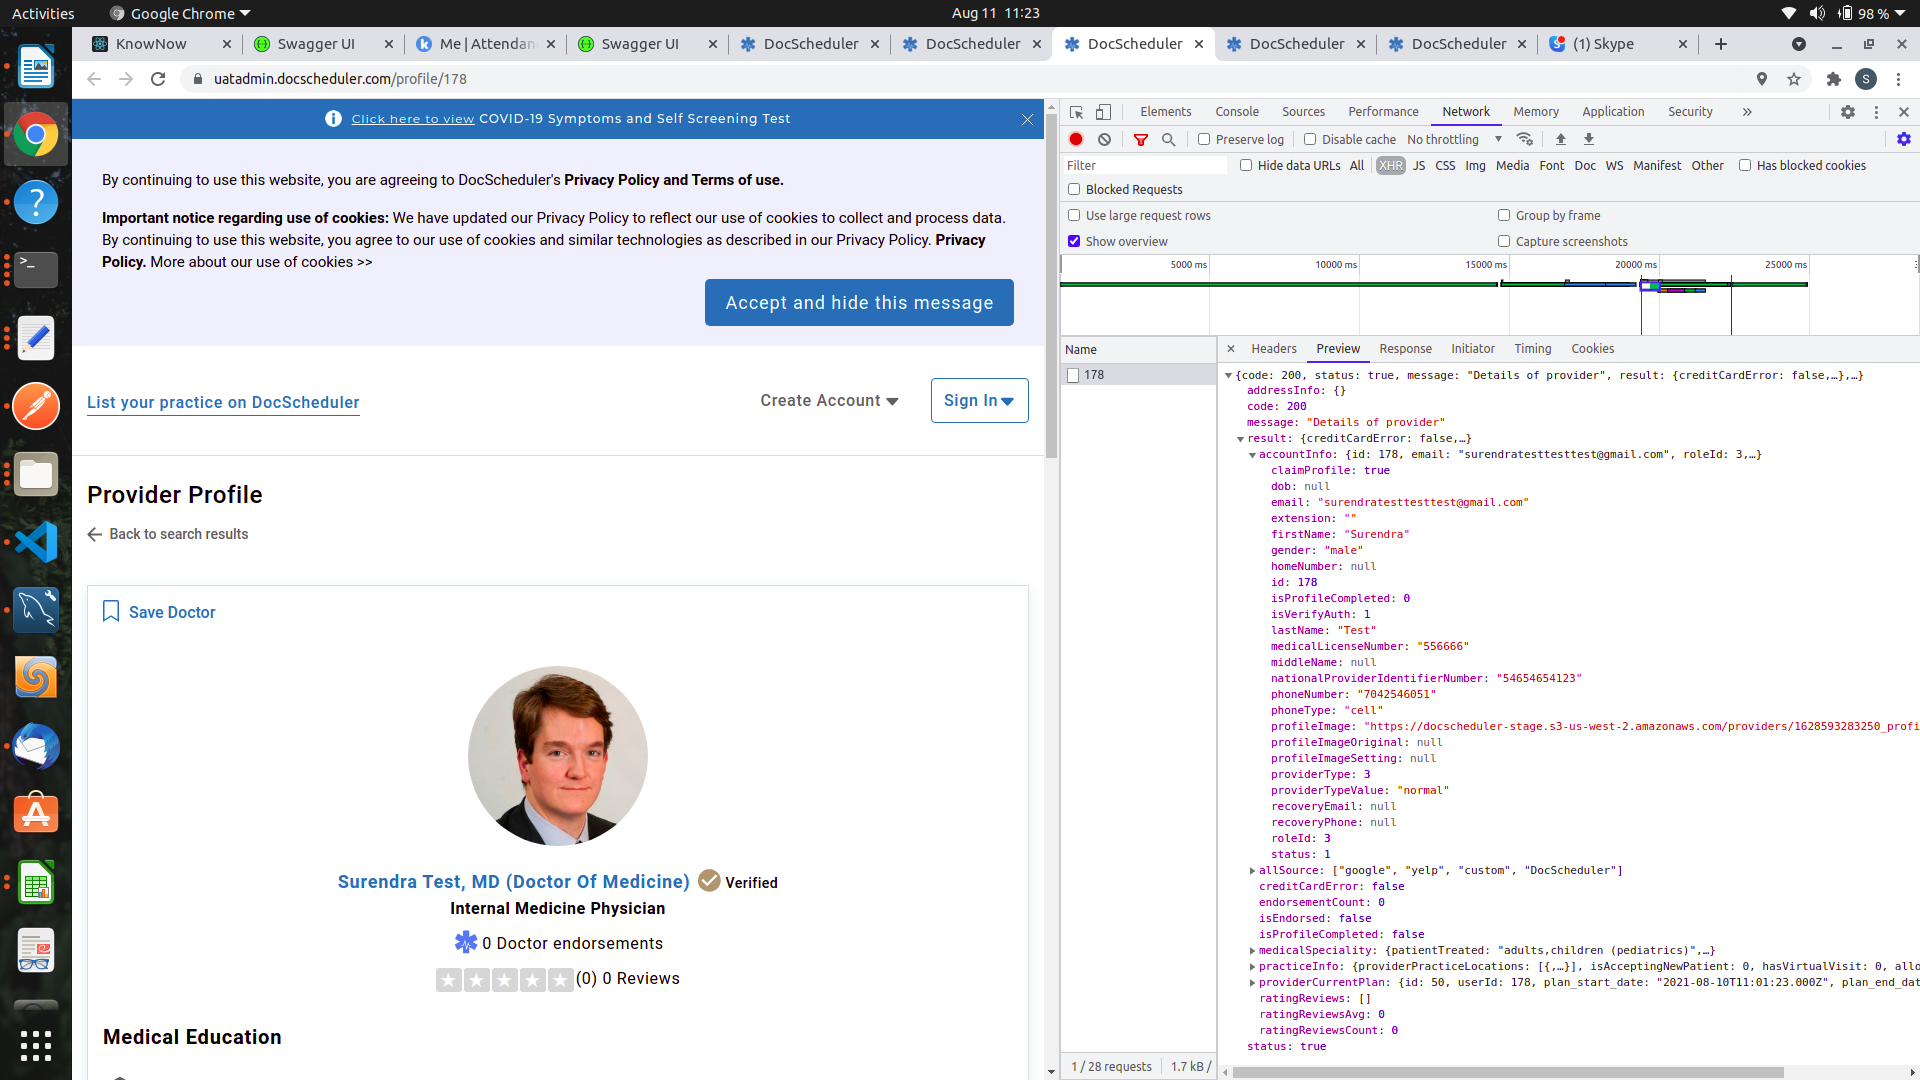 Activities
Google Chrome
Aug 11 11:23
98 %
KnowNow
Swagger UI
Me | Attendan
Swagger UI
DocScheduler
DocScheduler
DocScheduler
DocScheduler
DocScheduler
(1) Skype
uatadmin.docscheduler.com/profile/178
S
Click here to view COVID-19 Symptoms and Self Screening Test
By continuing to use this website, you are agreeing to DocScheduler's Privacy Policy and Terms of use.
Important notice regarding use of cookies: We have updated our Privacy Policy to reflect our use of cookies to collect and process data.
By continuing to use this website, you agree to our use of cookies and similar technologies as described in our Privacy Policy. Privacy
Policy. More about our use of cookies >>
Accept and hide this message
List your practice on DocScheduler
Create Account
Sign In
Provider Profile
Back to search results
Save Doctor
Surendra Test, MD (Doctor Of Medicine) Verified
Internal Medicine Physician
0 Doctor endorsements
(0) 0 Reviews
Medical Education
Elements Console Sources Performance Network Memory Application Security
Preserve log Disable cache No throttling
Filter Hide data URLs All XHR JS CSS Img Media Font Doc WS Manifest Other Has blocked cookies
Blocked Requests
Use large request rows Group by frame
Show overview Capture screenshots
5000 ms 10000 ms 15000 ms 20000 ms 25000 ms
Name
178
1 / 28 requests 1.7 kB /
Headers Preview Response Initiator Timing Cookies
{code: 200, status: true, message: "Details of provider", result: {creditCardError: false,…},…}
addressInfo: {}
code: 200
message: "Details of provider"
result: {creditCardError: false,…}
accountInfo: {id: 178, email: "surendratesttesttest@gmail.com", roleId: 3,…}
claimProfile: true
dob: null
email: "surendratesttesttest@gmail.com"
extension: ""
firstName: "Surendra"
gender: "male"
homeNumber: null
id: 178
isProfileCompleted: 0
isVerifyAuth: 1
lastName: "Test"
medicalLicenseNumber: "556666"
middleName: null
nationalProviderIdentifierNumber: "54654654123"
phoneNumber: "7042546051"
phoneType: "cell"
profileImage: "https://docscheduler-stage.s3-us-west-2.amazonaws.com/providers/1628593283250_profi
profileImageOriginal: null
profileImageSetting: null
providerType: 3
providerTypeValue: "normal"
recoveryEmail: null
recoveryPhone: null
roleId: 3
status: 1
allSource: ["google", "yelp", "custom", "DocScheduler"]
creditCardError: false
endorsementCount: 0
isEndorsed: false
isProfileCompleted: false
medicalSpeciality: {patientTreated: "adults,children (pediatrics)",…}
practiceInfo: {providerPracticeLocations: [{,…}], isAcceptingNewPatient: 0, hasVirtualVisit: 0, allo
providerCurrentPlan: {id: 50, userId: 178, plan_start_date: "2021-08-10T11:01:23.000Z", plan_end_dat
ratingReviews: []
ratingReviewsAvg: 0
ratingReviewsCount: 0
status: true